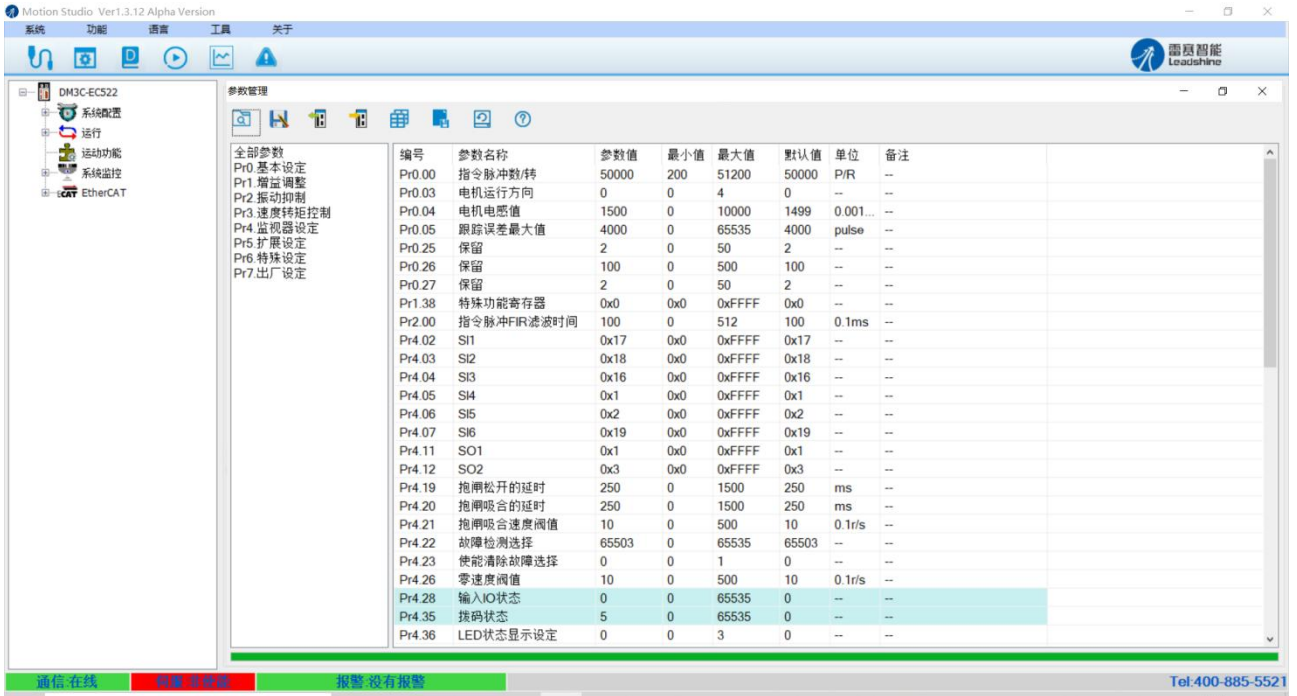 Motion Studio Ver1.3.12 Alpha Version
系统 功能 语言 工具 关于
雷赛智能
Leadshine
DM3C-EC522
系统配置
运行
运动功能
系统监控
EtherCAT
参数管理
全部参数
Pr0.基本设定
Pr1.增益调整
Pr2.振动抑制
Pr3.速度转矩控制
Pr4.监视器设定
Pr5.扩展设定
Pr6.特殊设定
Pr7.出厂设定
编号 参数名称 参数值 最小值 最大值 默认值 单位 备注
Pr0.00 指令脉冲数/转 50000 200 51200 50000 P/R --
Pr0.03 电机运行方向 0 0 4 0 -- --
Pr0.04 电机电感值 1500 0 10000 1499 0.001... --
Pr0.05 跟踪误差最大值 4000 0 65535 4000 pulse --
Pr0.25 保留 2 0 50 2 -- --
Pr0.26 保留 100 0 500 100 -- --
Pr0.27 保留 2 0 50 2 -- --
Pr1.38 特殊功能寄存器 0x0 0x0 0xFFFF 0x0 -- --
Pr2.00 指令脉冲FIR滤波时间 100 0 512 100 0.1ms --
Pr4.02 SI1 0x17 0x0 0xFFFF 0x17 -- --
Pr4.03 SI2 0x18 0x0 0xFFFF 0x18 -- --
Pr4.04 SI3 0x16 0x0 0xFFFF 0x16 -- --
Pr4.05 SI4 0x1 0x0 0xFFFF 0x1 -- --
Pr4.06 SI5 0x2 0x0 0xFFFF 0x2 -- --
Pr4.07 SI6 0x19 0x0 0xFFFF 0x19 -- --
Pr4.11 SO1 0x1 0x0 0xFFFF 0x1 -- --
Pr4.12 SO2 0x3 0x0 0xFFFF 0x3 -- --
Pr4.19 抱闸松开的延时 250 0 1500 250 ms --
Pr4.20 抱闸吸合的延时 250 0 1500 250 ms --
Pr4.21 抱闸吸合速度阀值 10 0 500 10 0.1r/s --
Pr4.22 故障检测选择 65503 0 65535 65503 -- --
Pr4.23 使能清除故障选择 0 0 1 0 -- --
Pr4.26 零速度阀值 10 0 500 10 0.1r/s --
Pr4.28 输入IO状态 0 0 65535 0 -- --
Pr4.35 拨码状态 5 0 65535 0 -- --
Pr4.36 LED状态显示设定 0 0 3 0 -- --
通信:在线 报警:没有报警 Tel:400-885-5521